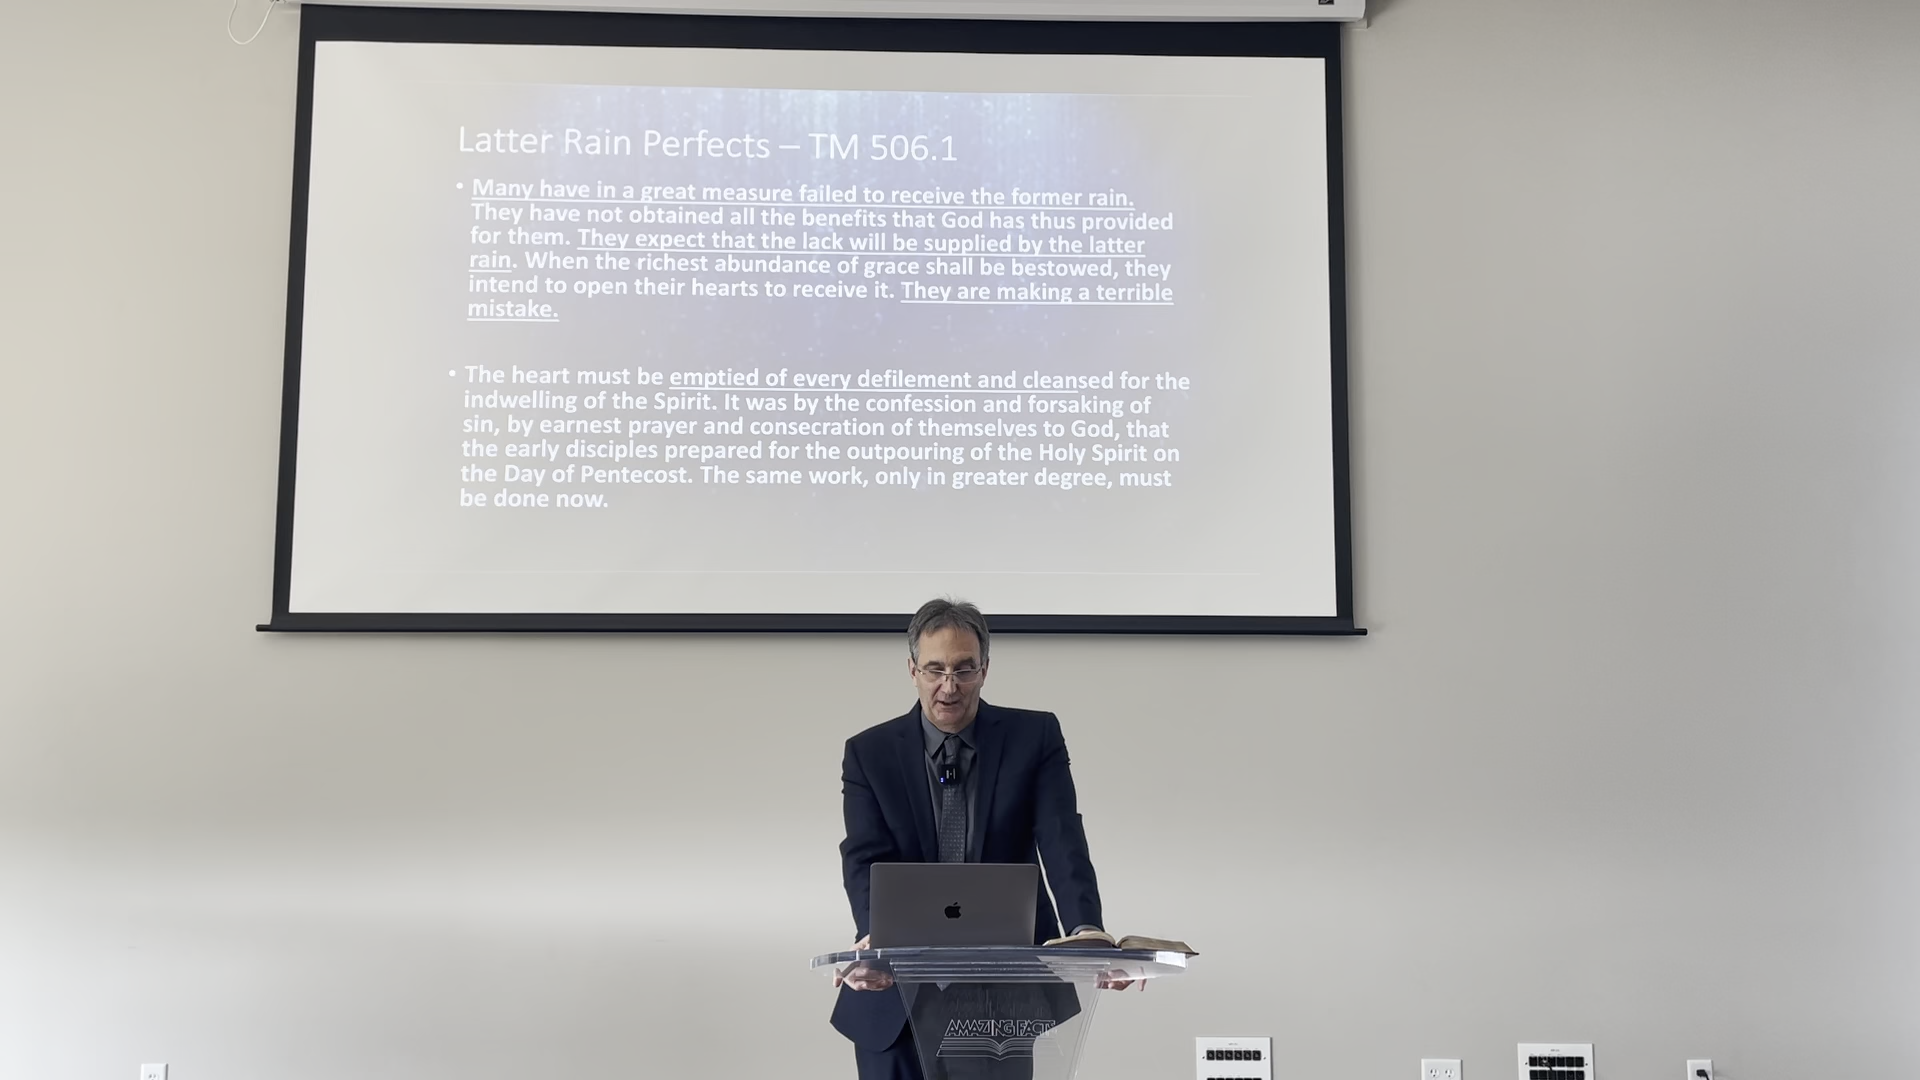 Latter Rain Perfects – TM 506.1
• Many have in a great measure failed to receive the former rain.
They have not obtained all the benefits that God has thus provided
for them. They expect that the lack will be supplied by the latter
rain. When the richest abundance of grace shall be bestowed, they
intend to open their hearts to receive it. They are making a terrible
mistake.
• The heart must be emptied of every defilement and cleansed for the
indwelling of the Spirit. It was by the confession and forsaking of
sin, by earnest prayer and consecration of themselves to God, that
the early disciples prepared for the outpouring of the Holy Spirit on
the Day of Pentecost. The same work, only in greater degree, must
be done now.
AMAZING FACTS